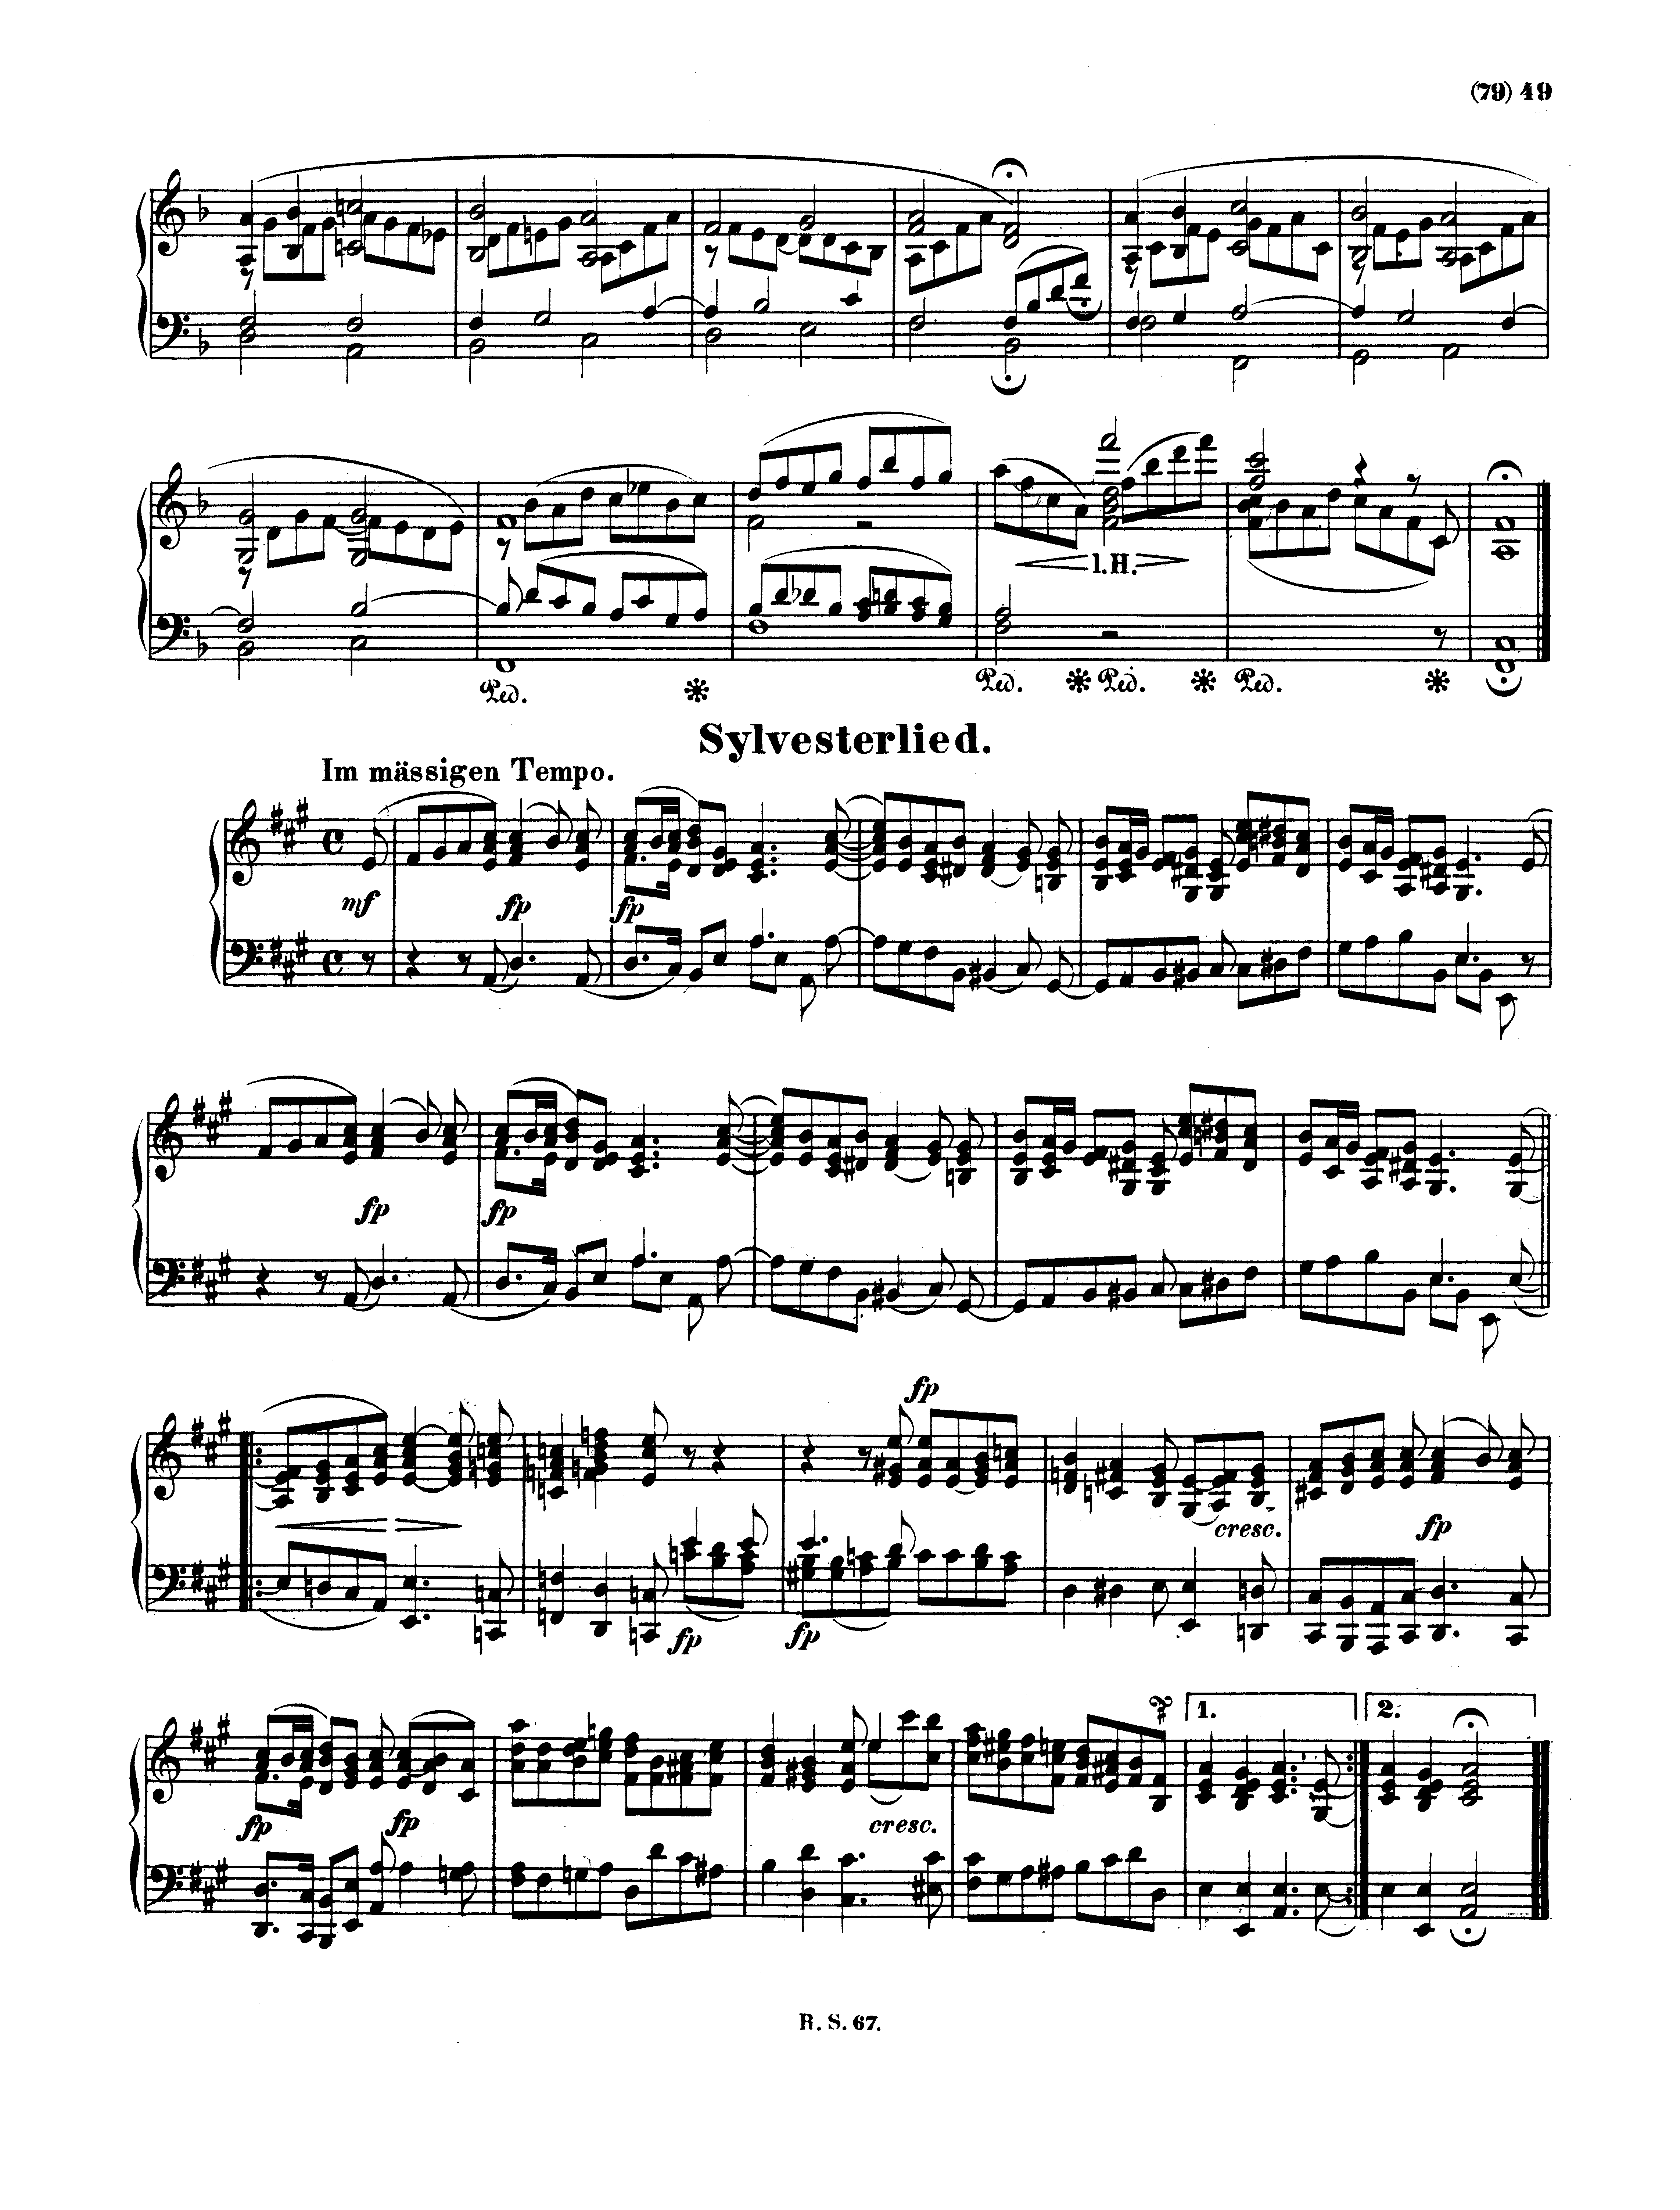 (79) 49
l.H.
Ped.
Ped.
Ped.
Ped.
Sylvesterlied.
Im mässigen Tempo.
mf
fp
fp
fp
fp
fp
cresc.
fp
fp
fp
1.
2.
fp
fp
cresc.
R. S. 67.